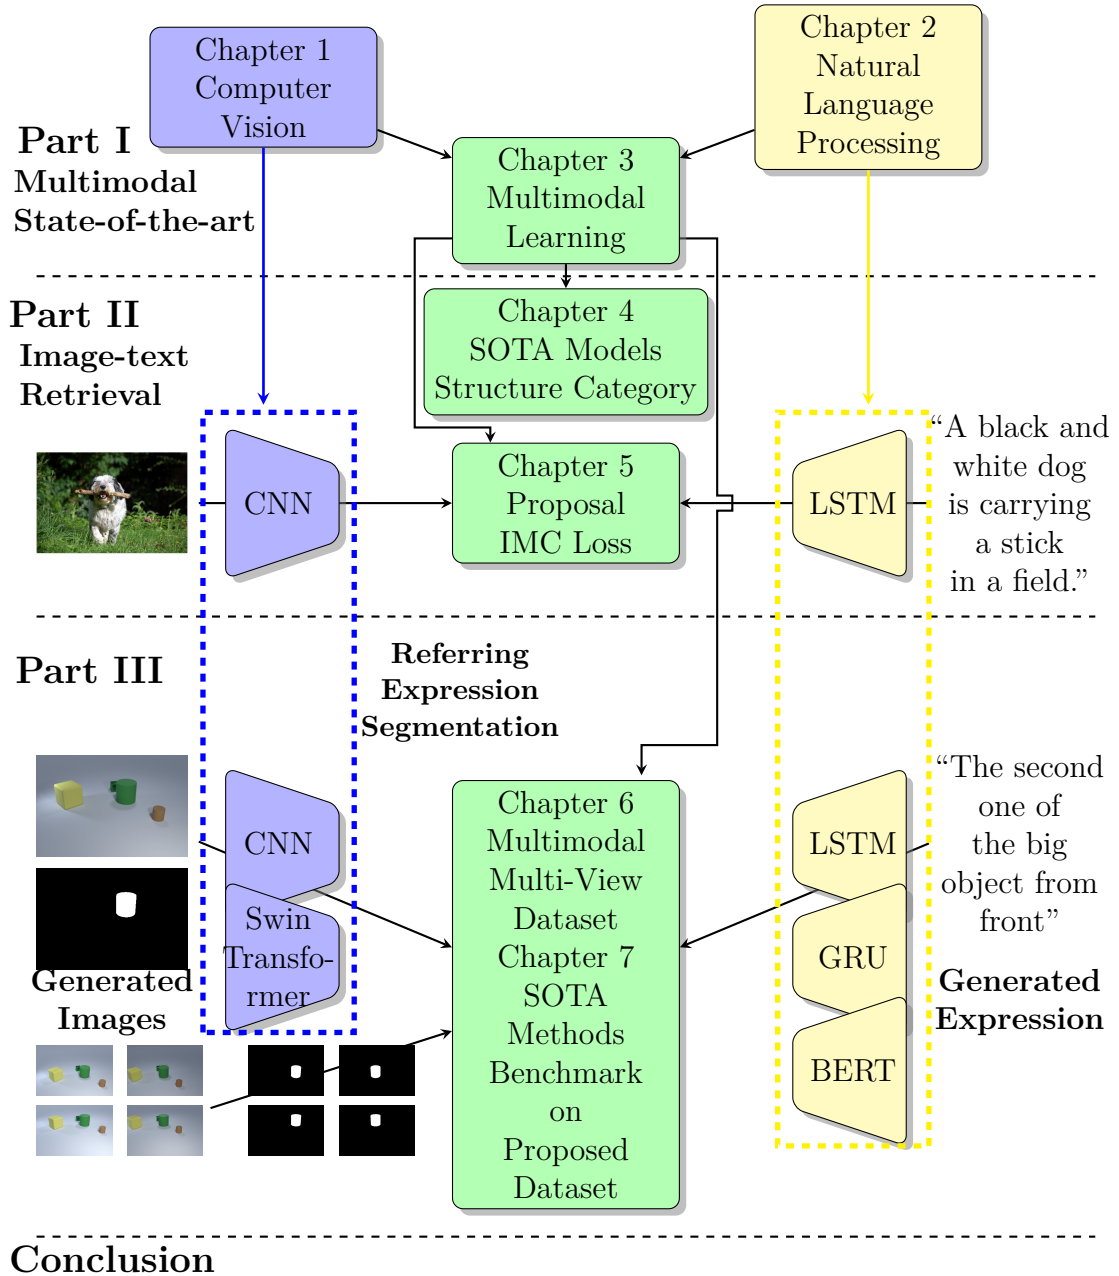 Chapter 1
Computer
Vision
Chapter 2
Natural
Language
Processing
Part I
Multimodal
State-of-the-art
Chapter 3
Multimodal
Learning
Part II
Image-text
Retrieval
Chapter 4
SOTA Models
Structure Category
CNN
Chapter 5
Proposal
IMC Loss
LSTM
“A black and
white dog
is carrying
a stick
in a field.”
Part III
Referring
Expression
Segmentation
CNN
Swin
Transfo-
rmer
Generated
Images
Chapter 6
Multimodal
Multi-View
Dataset
Chapter 7
SOTA
Methods
Benchmark
on
Proposed
Dataset
LSTM
GRU
BERT
“The second
one of
the big
object from
front”
Generated
Expression
Conclusion